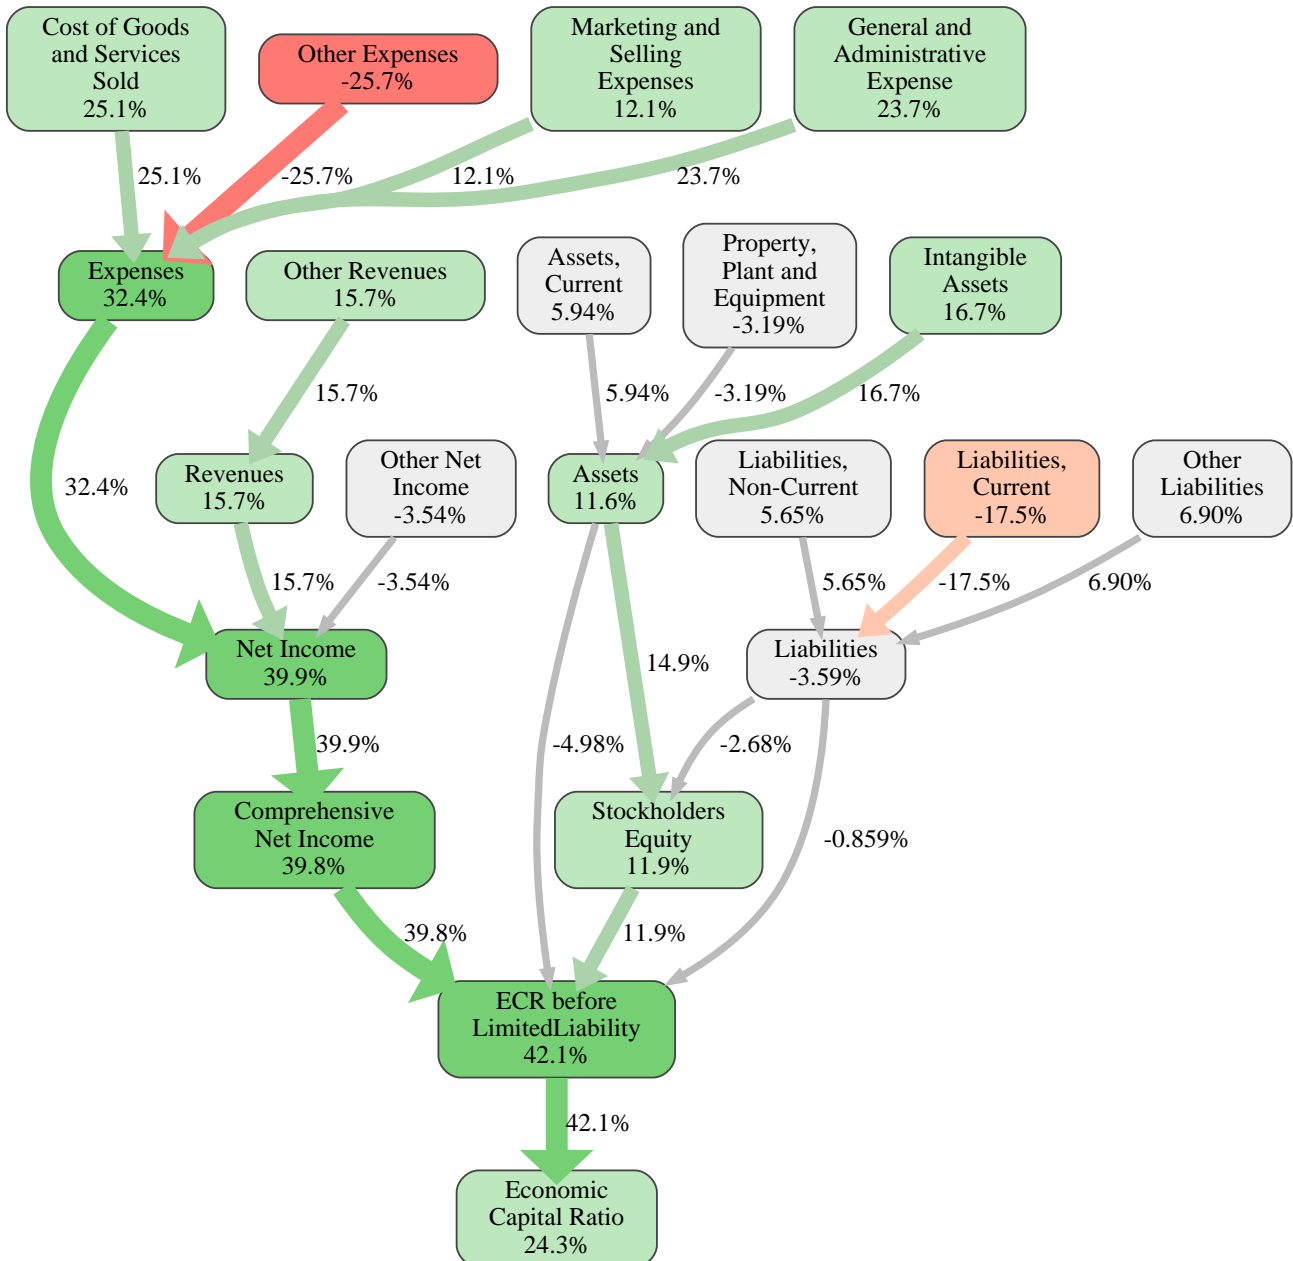 Cost of Goods
and Services
Sold
25.1%
Other Expenses
-25.7%
Marketing and
Selling
Expenses
12.1%
General and
Administrative
Expense
23.7%
25.1%
-25.7%
12.1%
23.7%
Expenses
32.4%
Other Revenues
15.7%
Assets,
Current
5.94%
Property,
Plant and
Equipment
-3.19%
Intangible
Assets
16.7%
15.7%
5.94%
-3.19%
16.7%
32.4%
Revenues
15.7%
Other Net
Income
-3.54%
Assets
11.6%
Liabilities,
Non-Current
5.65%
Liabilities,
Current
-17.5%
Other
Liabilities
6.90%
15.7%
-3.54%
5.65%
-17.5%
6.90%
Net Income
39.9%
14.9%
Liabilities
-3.59%
39.9%
-4.98%
-2.68%
Comprehensive
Net Income
39.8%
Stockholders
Equity
11.9%
-0.859%
39.8%
11.9%
ECR before
LimitedLiability
42.1%
42.1%
Economic
Capital Ratio
24.3%